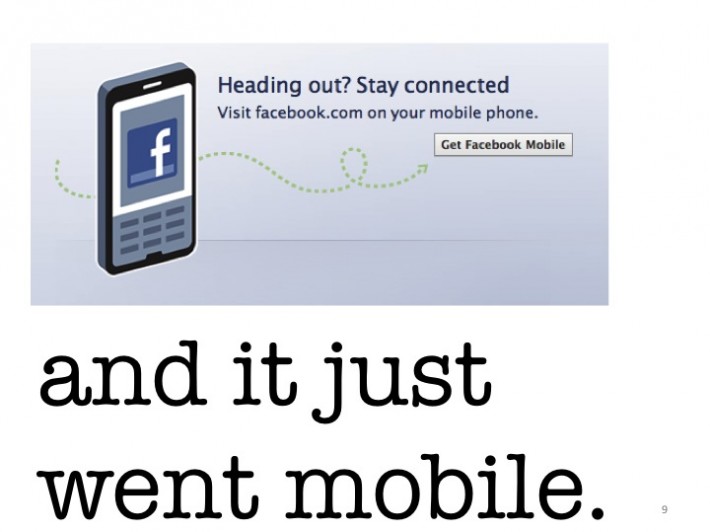 Heading out? Stay connected
Visit facebook.com on your mobile phone.
f
Get Facebook Mobile
and it just
went mobile.
9